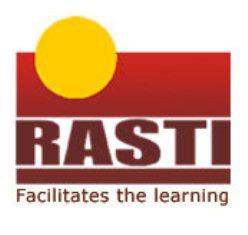 RASTI
Facilitates the learning